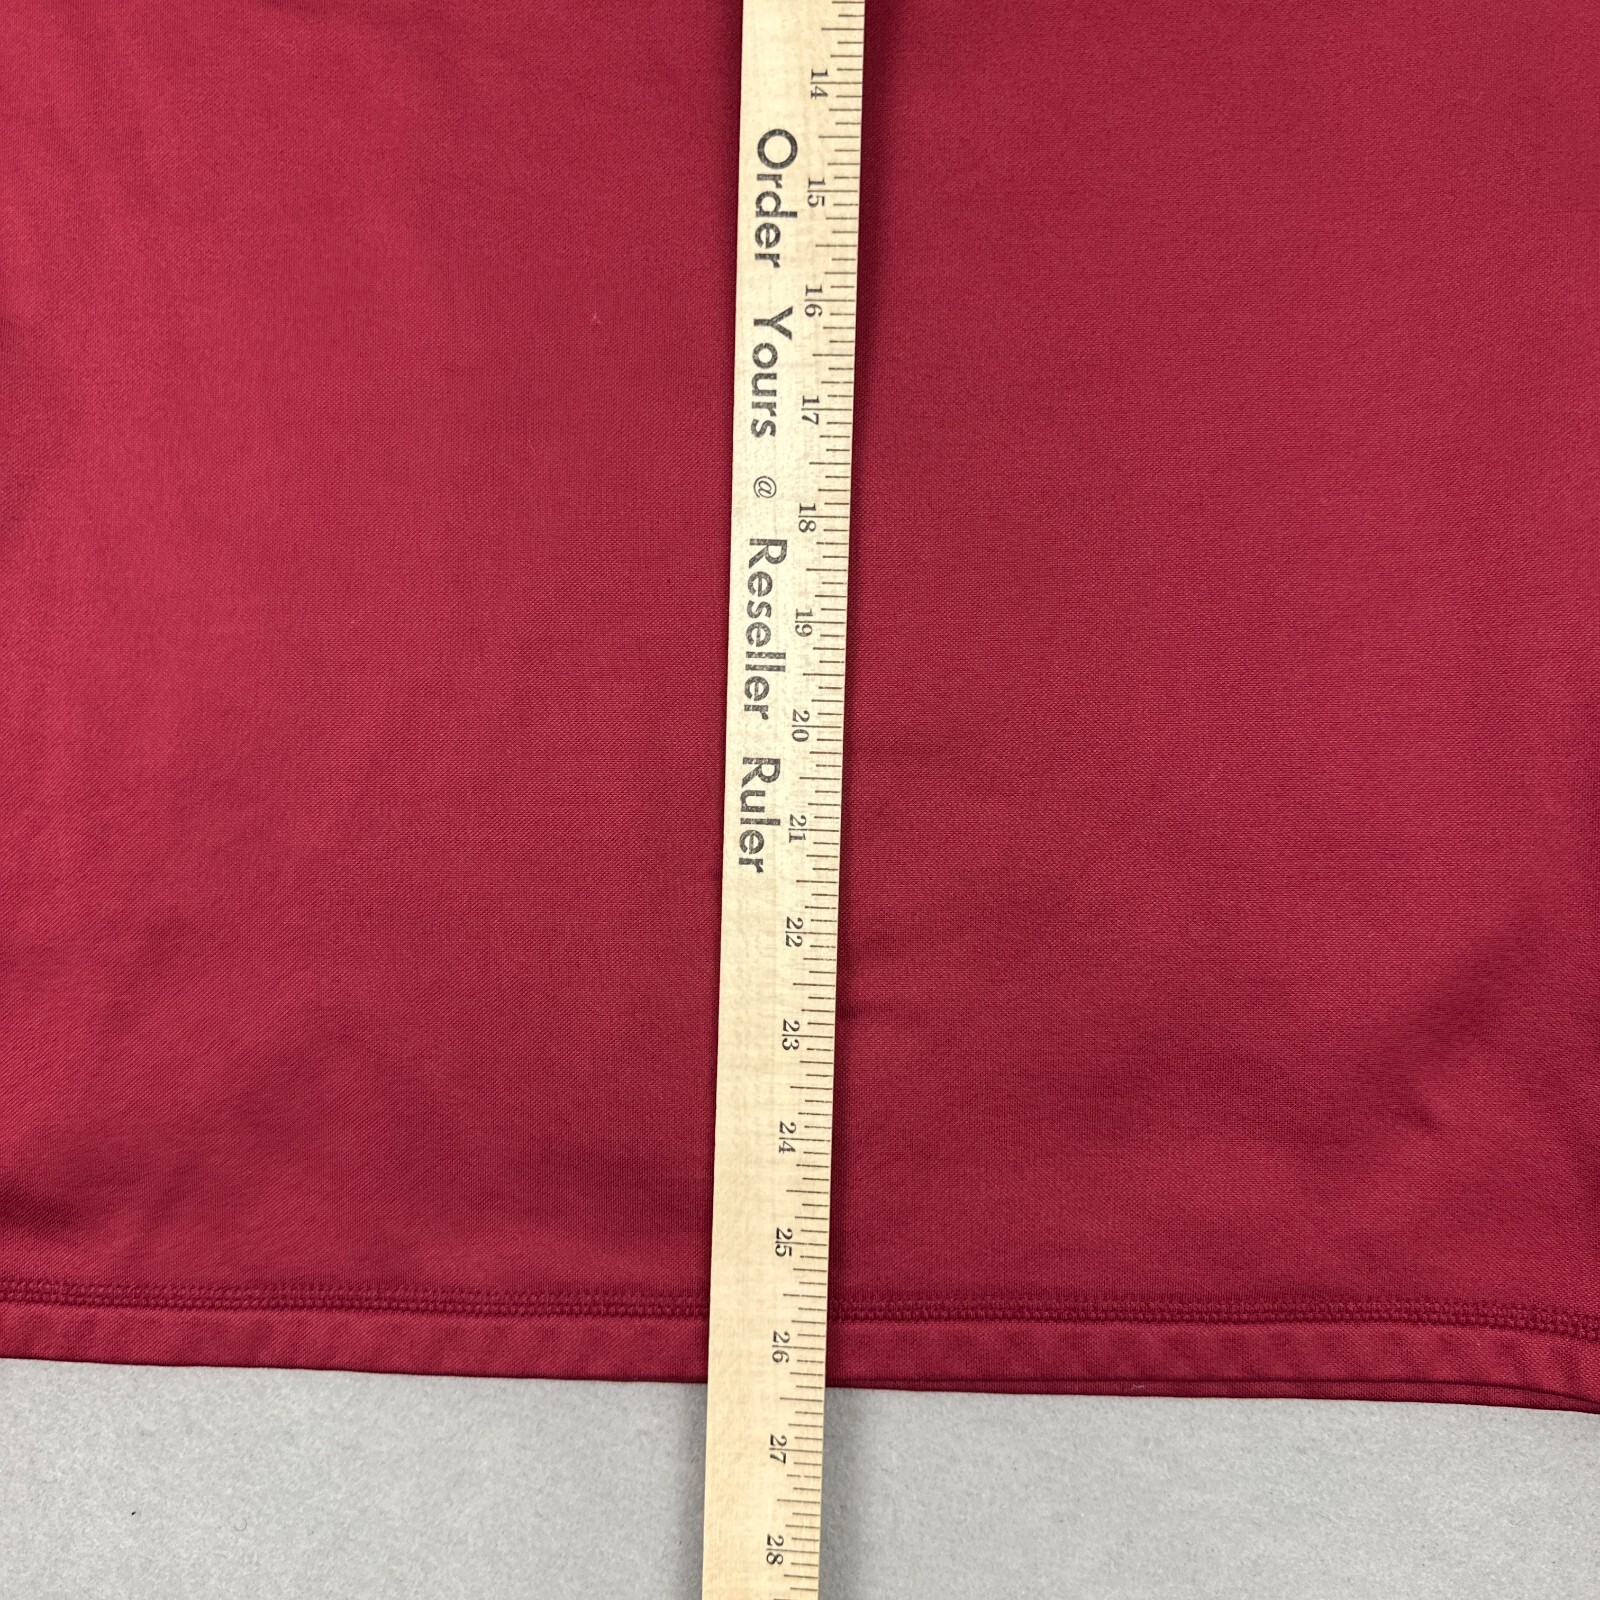 Order Yours @ Reseller Ruler
14 15 16 17 18 19 20 21 22 23 24 25 26 27 28